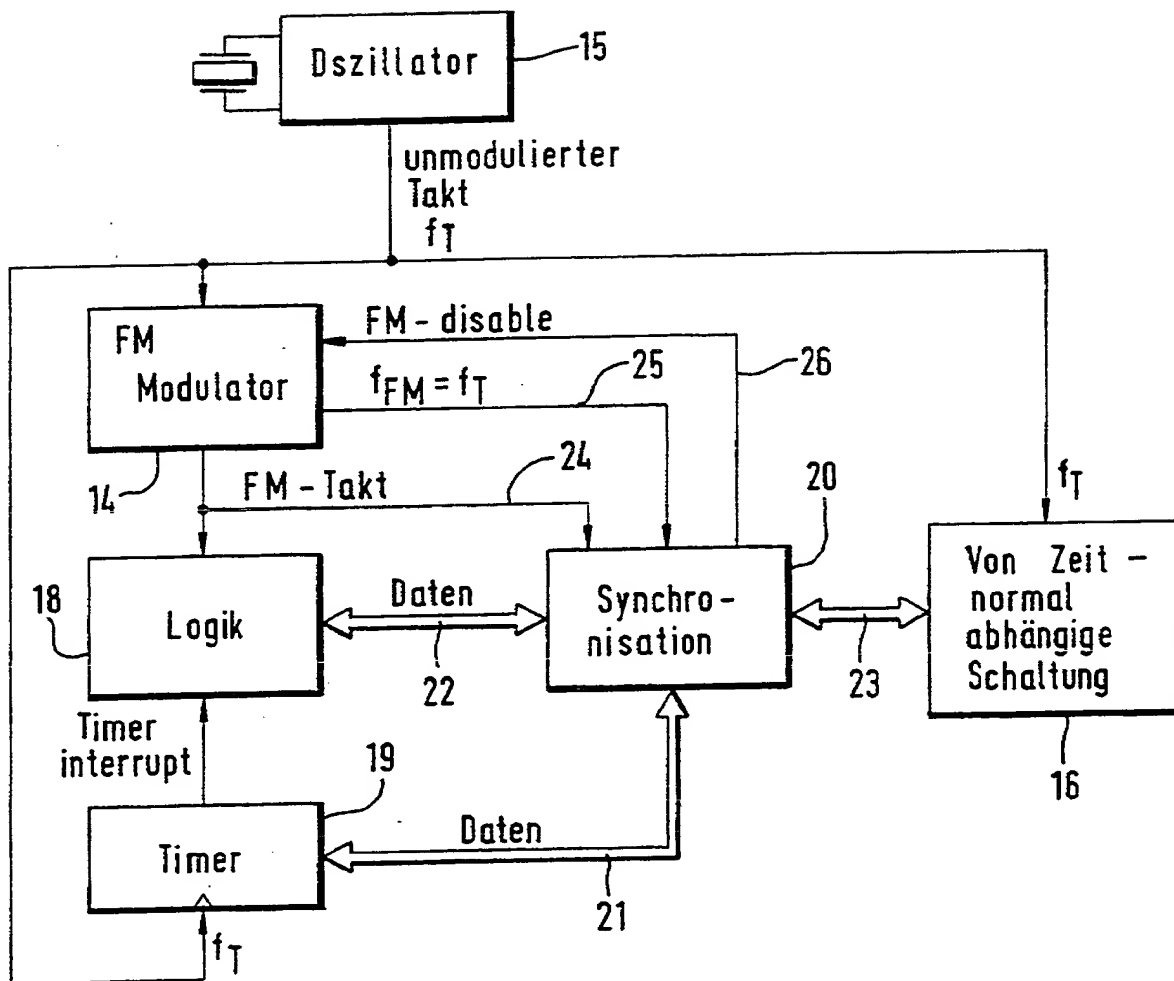 Dszillator
15
unmodulierter
Takt
fT
FM
Modulator
FM - disable
fFM = fT
25
26
14
FM - Takt
24
20
fT
18
Logik
Daten
22
Synchro -
nisation
23
Von Zeit -
normal
abhängige
Schaltung
16
Timer
interrupt
19
Timer
Daten
21
fT